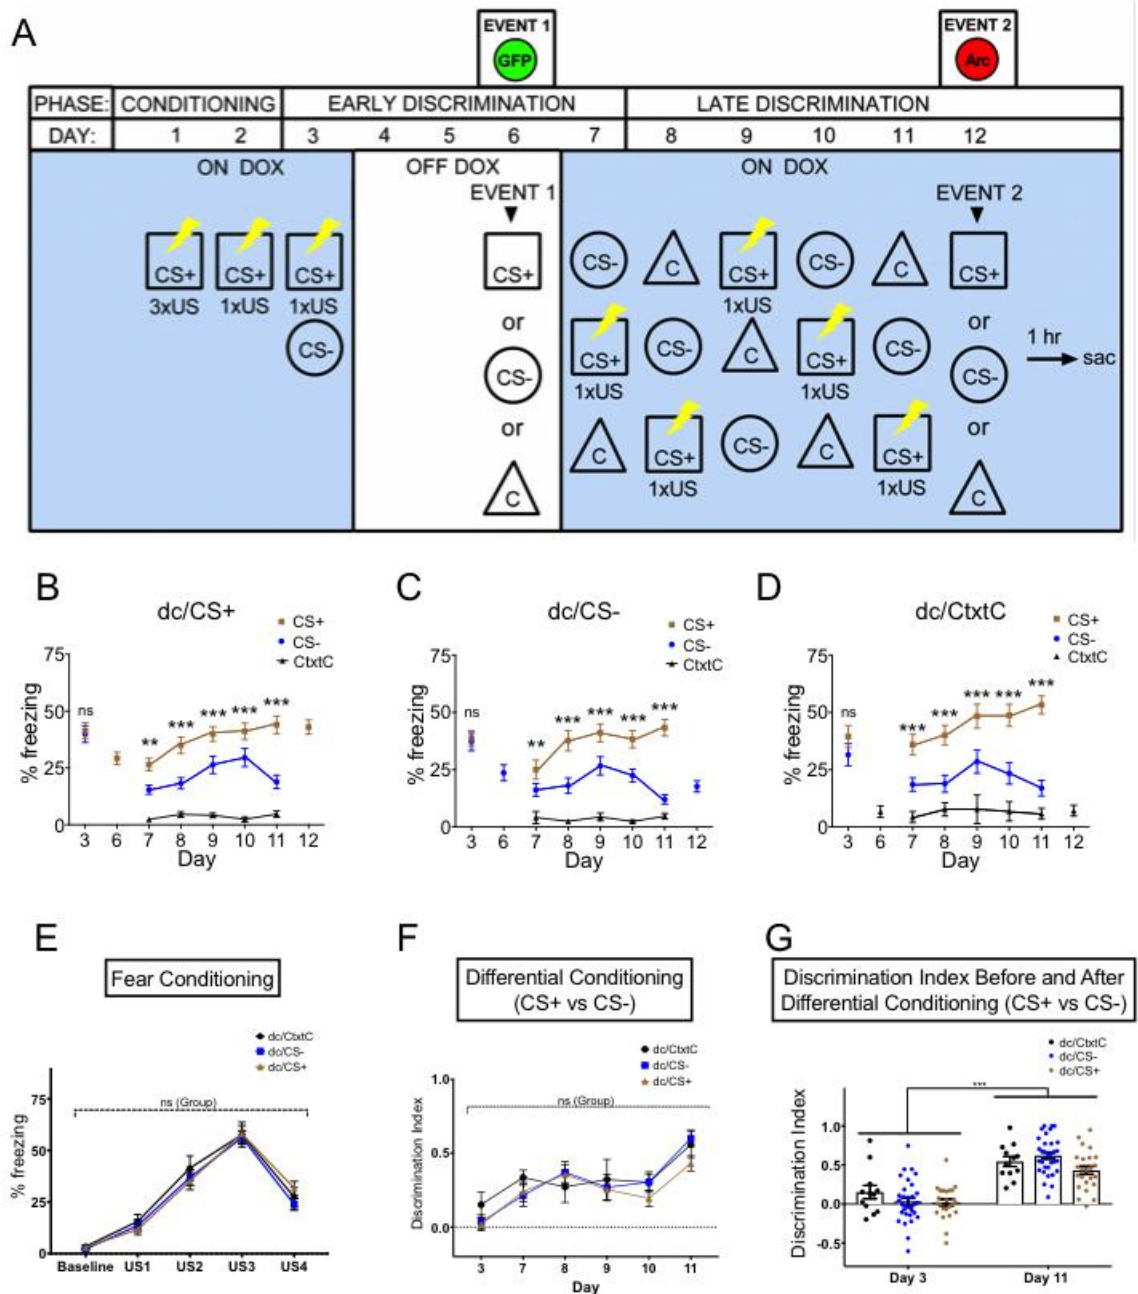 A
EVENT 1
GFP
EVENT 2
Arc
PHASE: CONDITIONING EARLY DISCRIMINATION LATE DISCRIMINATION
DAY: 1 2 3 4 5 6 7 8 9 10 11 12
ON DOX OFF DOX ON DOX
EVENT 1 EVENT 2
CS+ CS+ CS+ CS+ CS- C CS+ CS- C CS+
3xUS 1xUS 1xUS 1xUS
or or
CS- CS- CS+ CS- C CS+ CS- CS- 1 hr sac
1xUS 1xUS
or or
C C CS+ CS- C CS+ C
1xUS 1xUS
B
dc/CS+
CS+
CS-
CtxtC
% freezing
75
50
25
0
ns ** *** *** *** ***
3 6 7 8 9 10 11 12
Day
C
dc/CS-
CS+
CS-
CtxtC
% freezing
75
50
25
0
ns ** *** *** *** ***
3 6 7 8 9 10 11 12
Day
D
dc/CtxtC
CS+
CS-
CtxtC
% freezing
75
50
25
0
ns *** *** *** *** ***
3 6 7 8 9 10 11 12
Day
E
Fear Conditioning
dc/CtxtC
dc/CS-
dc/CS+
% freezing
75
50
25
0
ns (Group)
Baseline US1 US2 US3 US4
F
Differential Conditioning
(CS+ vs CS-)
dc/CtxtC
dc/CS-
dc/CS+
Discrimination Index
1.0
0.5
0.0
ns (Group)
3 7 8 9 10 11
Day
G
Discrimination Index Before and After
Differential Conditioning (CS+ vs CS-)
dc/CtxtC
dc/CS-
dc/CS+
Discrimination Index
1.0
0.5
0.0
-0.5
***
Day 3 Day 11